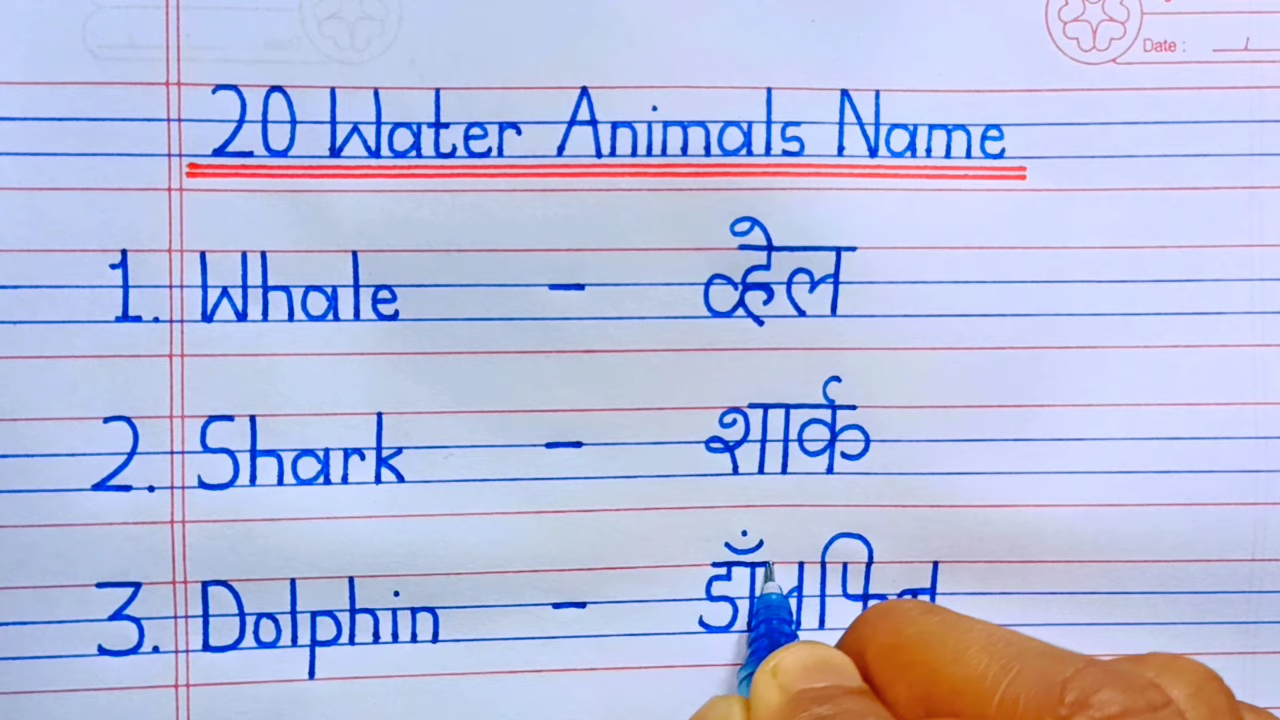 Date :
20 Water Animals Name
1. Whale - व्हेल
2. Shark - शार्क
3. Dolphin -